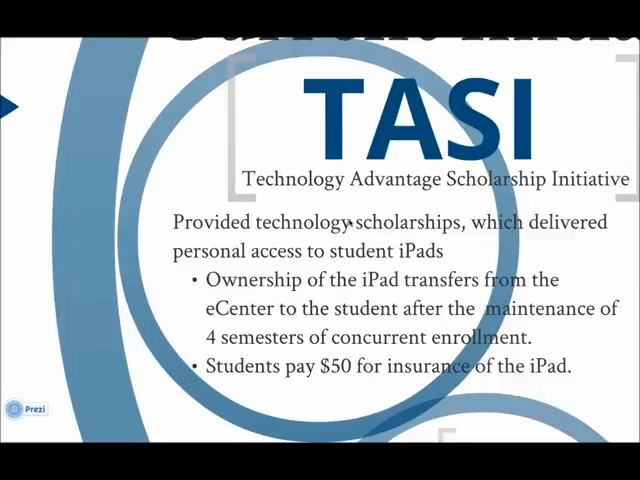 TASI
Technology Advantage Scholarship Initiative
Provided technology scholarships, which delivered
personal access to student iPads
• Ownership of the iPad transfers from the
eCenter to the student after the maintenance of
4 semesters of concurrent enrollment.
• Students pay $50 for insurance of the iPad.
Prezi